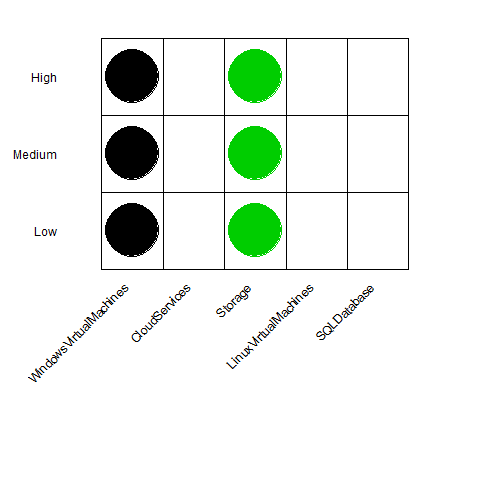 High
Medium
Low
WindowsVirtualMachines
CloudServices
Storage
LinuxVirtualMachines
SQLDatabase